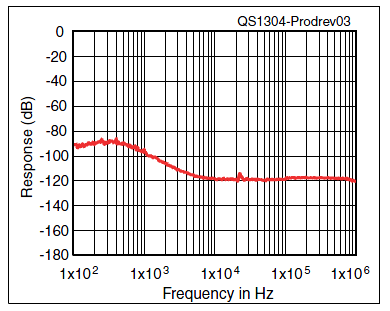 QS1304-Prodrev03
Response (dB)
0
-20
-40
-60
-80
-100
-120
-140
-160
-180
1x10²
1x10³
1x10⁴
1x10⁵
1x10⁶
Frequency in Hz